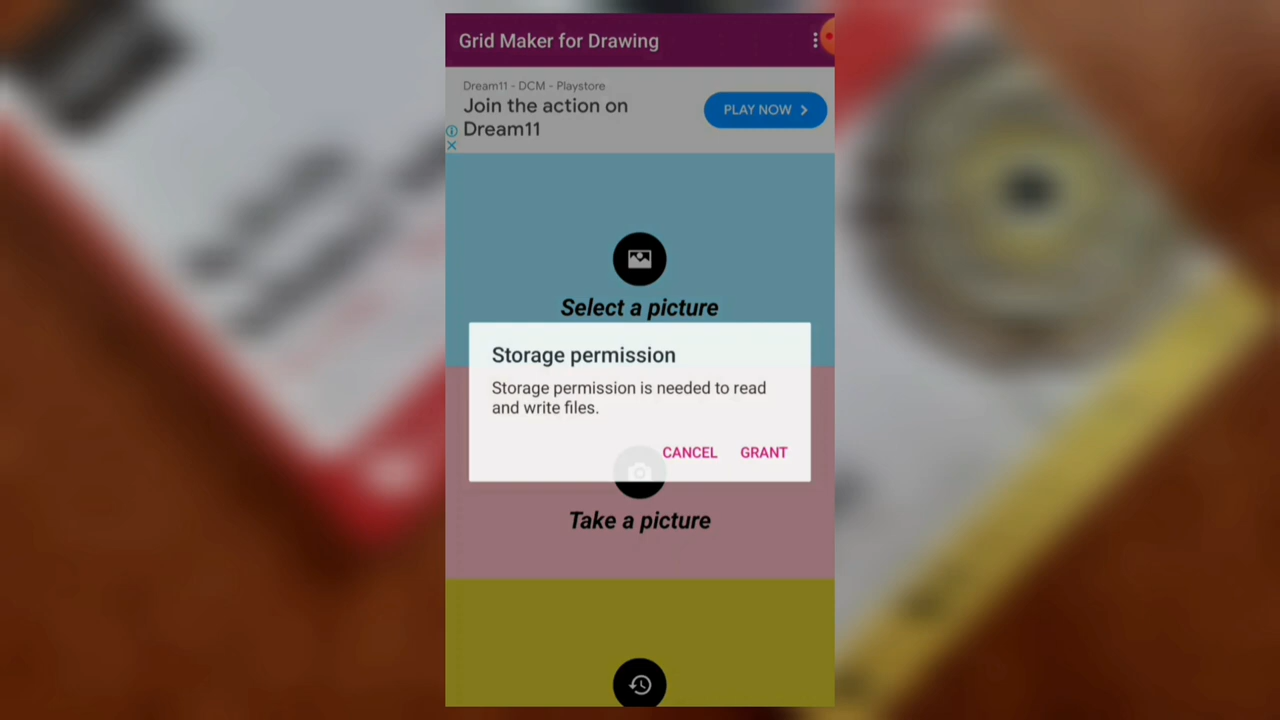 Grid Maker for Drawing
Dream11 - DCM - Playstore
Join the action on
Dream11
PLAY NOW
Select a picture
Storage permission
Storage permission is needed to read
and write files.
CANCEL GRANT
Take a picture